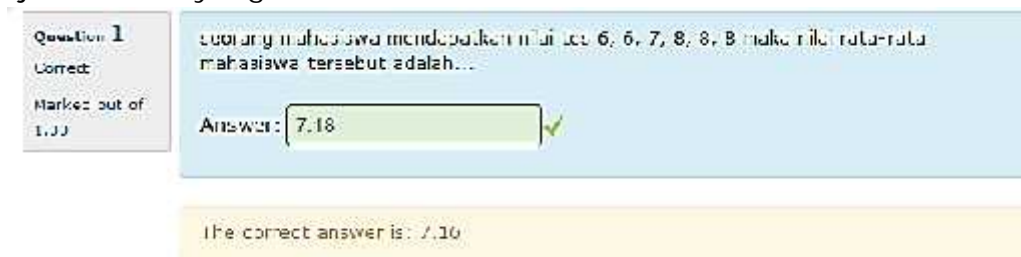 Question 1
Correct
Marked out of
1.00
seorang mahasiswa mendapatkan nilai tes 6, 6, 7, 8, 8, 8 maka nilai rata-rata
mahasiswa tersebut adalah...
Answer: 7.18
The correct answer is: 7.16